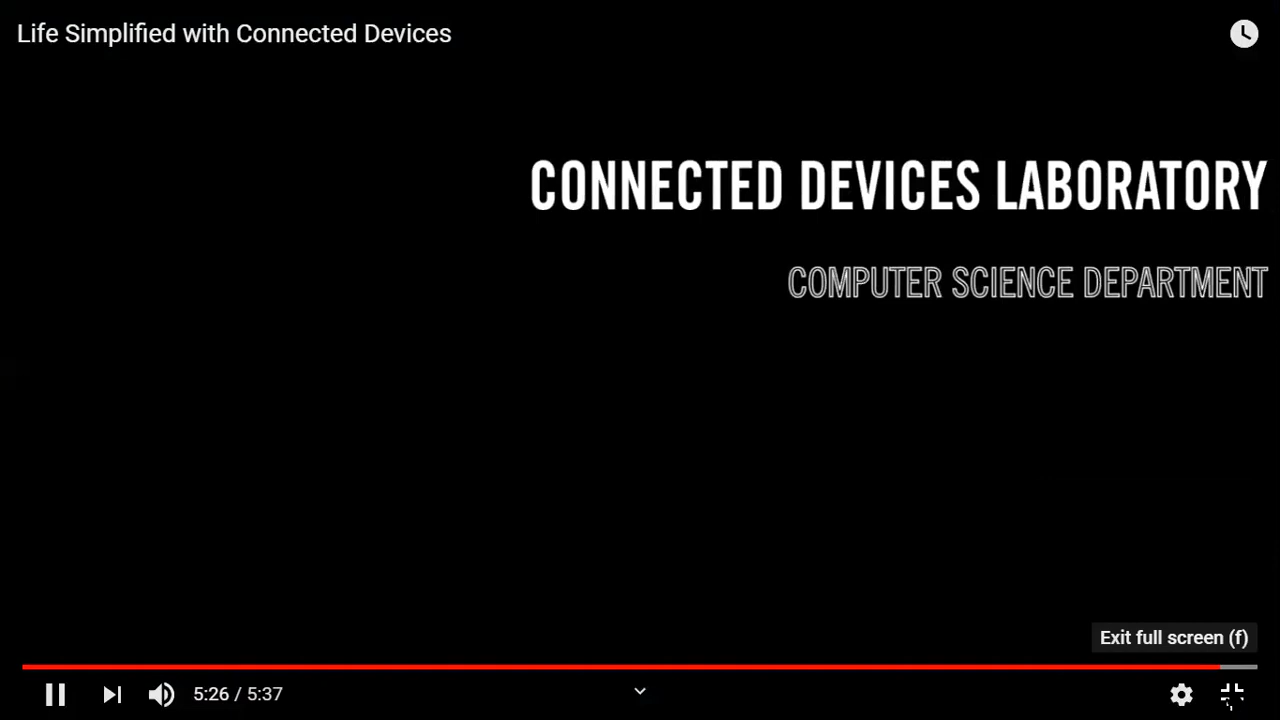 Life Simplified with Connected Devices
CONNECTED DEVICES LABORATORY
COMPUTER SCIENCE DEPARTMENT
Exit full screen (f)
5:26 / 5:37